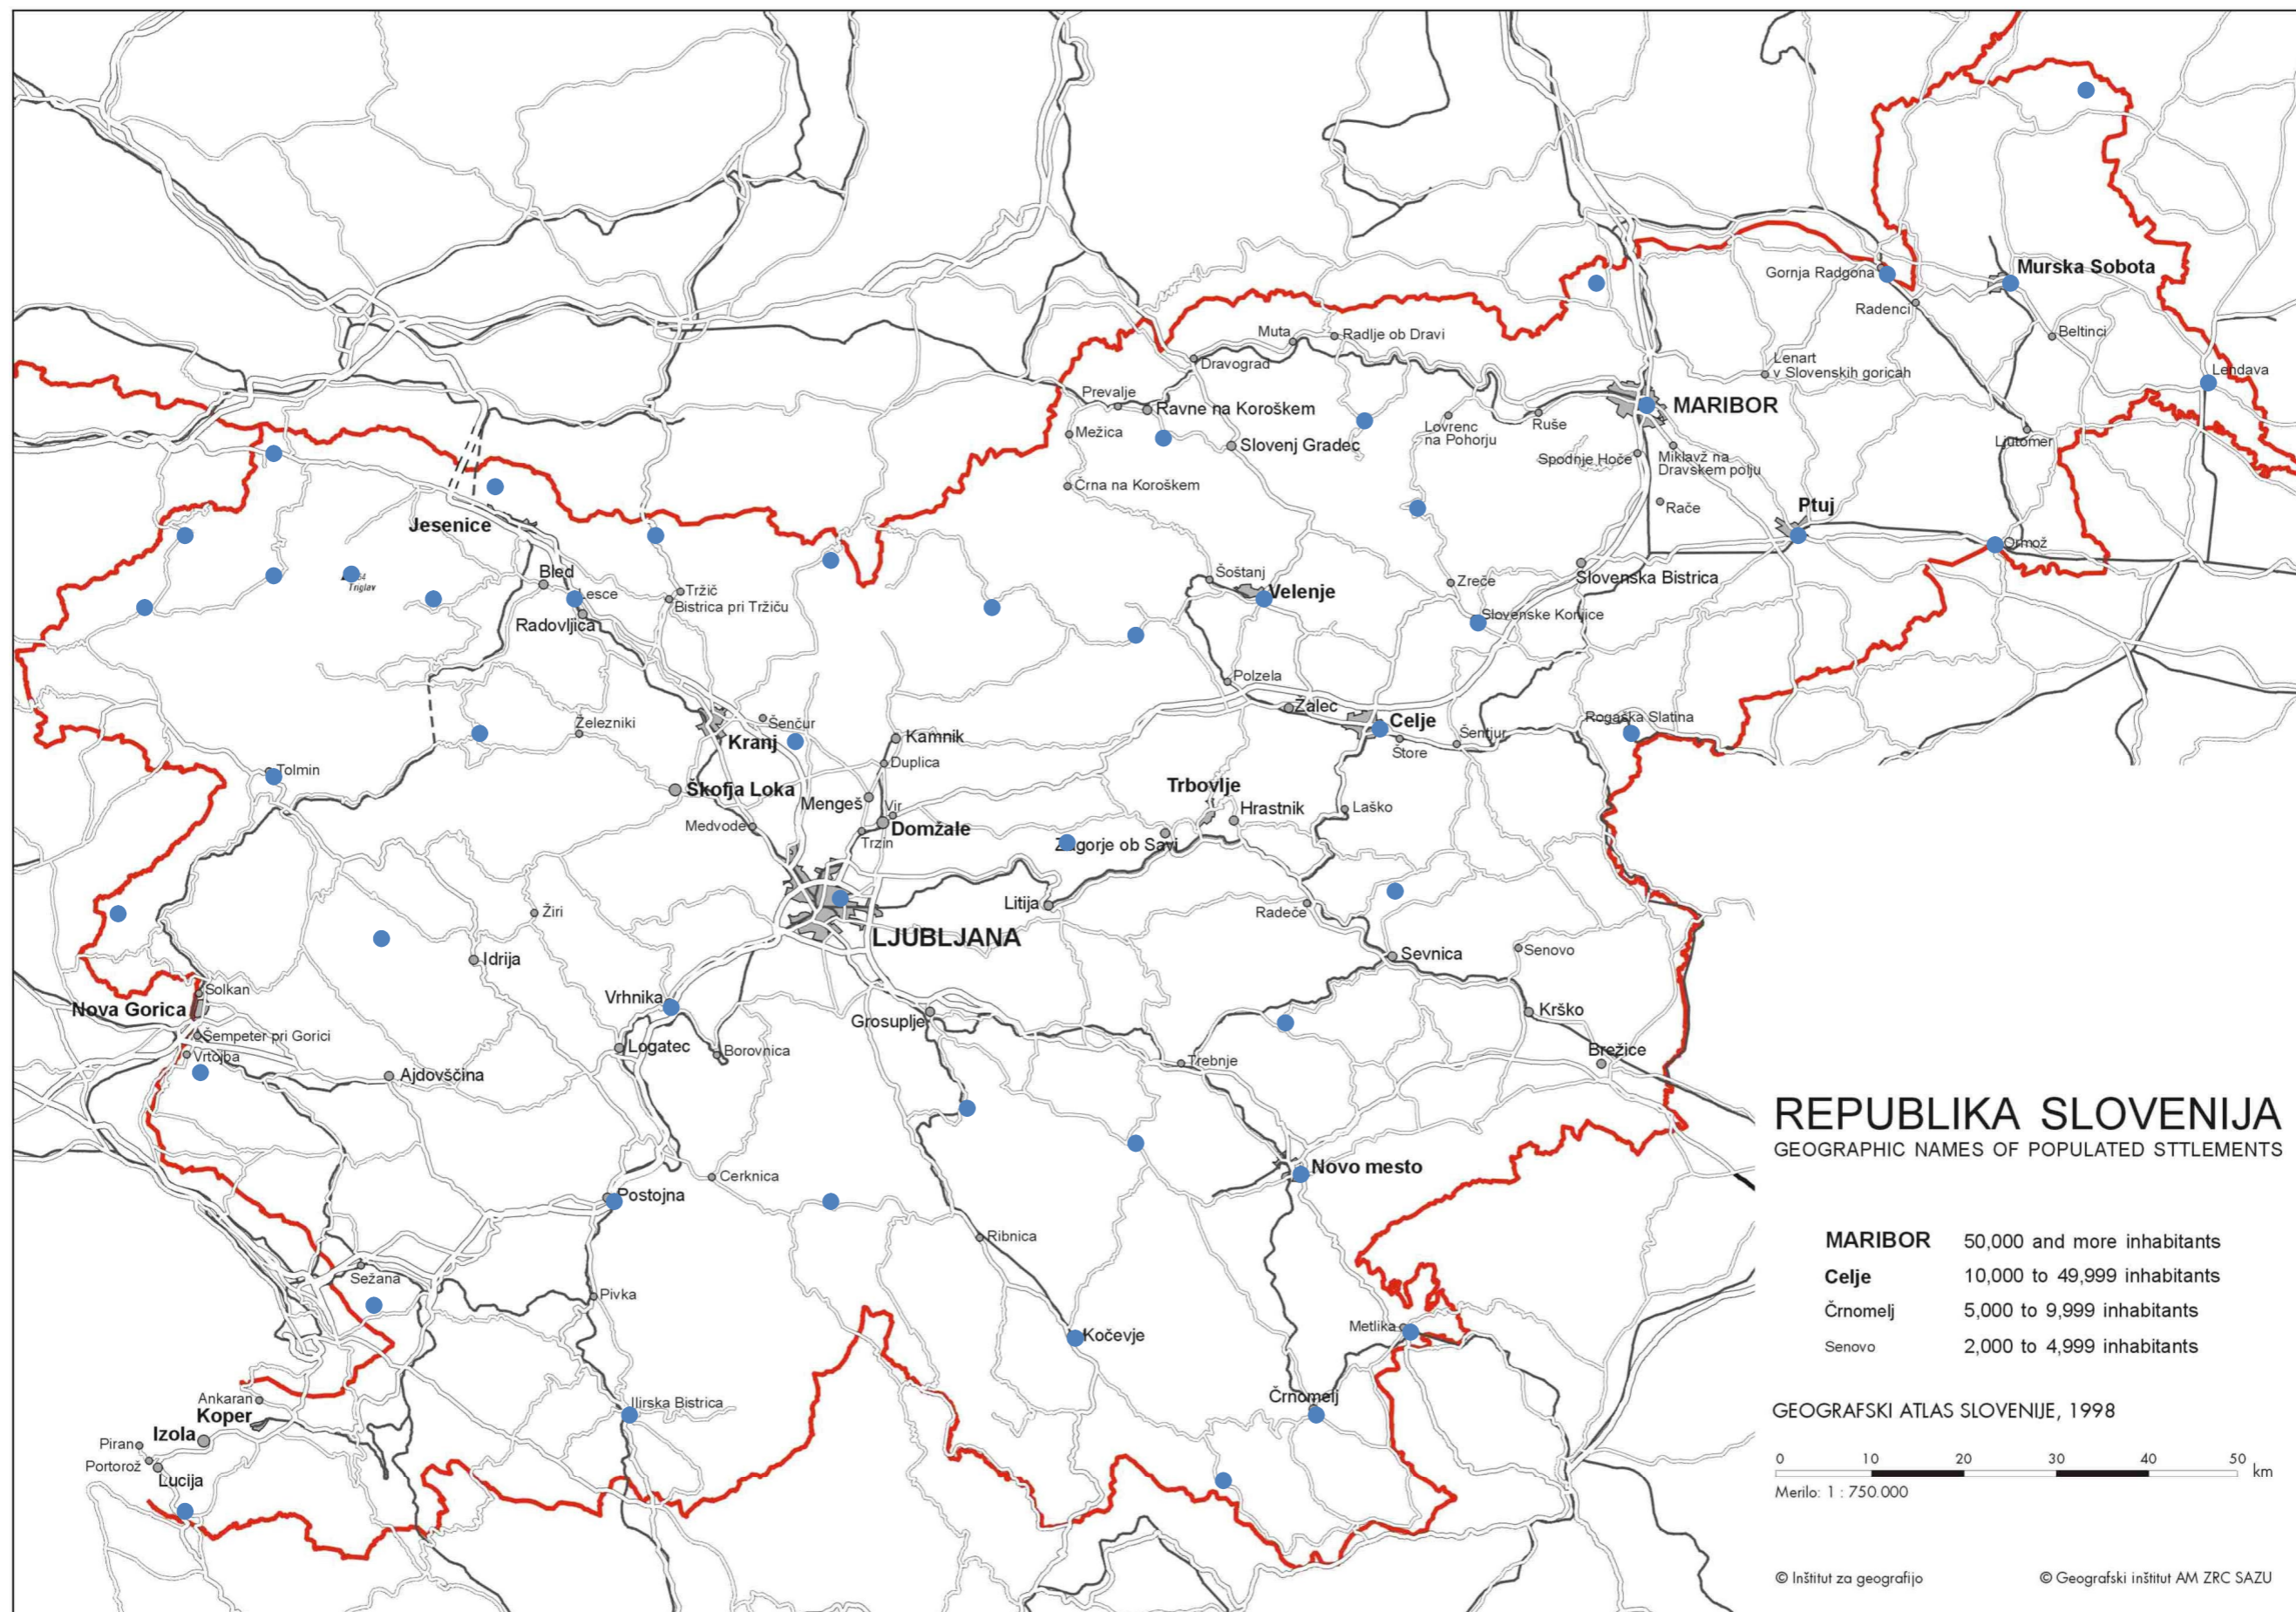 Gornja Radgona
Murska Sobota
Radenci
Beltinci
Muta
Radlje ob Dravi
Dravograd
Lenart
v Slovenskih goricah
Lendava
Prevalje
Ravne na Koroškem
MARIBOR
Mežica
Slovenj Gradec
Lovrenc
na Pohorju
Ruše
Ljutomer
Spodnje Hoče
Miklavž na
Dravskem polju
Črna na Koroškem
Rače
Ptuj
Jesenice
Ormož
Bled
Triglav
Lesce
Tržič
Bistrica pri Tržiču
Radovljica
Šoštanj
Velenje
Zreče
Slovenska Bistrica
Slovenske Konjice
Polzela
Žalec
Celje
Štore
Šentjur
Rogaška Slatina
Železniki
Šenčur
Kranj
Kamnik
Duplica
Tolmin
Škofja Loka
Mengeš
Vir
Domžale
Medvode
Trzin
Trbovlje
Hrastnik
Laško
Zagorje ob Savi
Žiri
LJUBLJANA
Litija
Radeče
Idrija
Sevnica
Senovo
Solkan
Nova Gorica
Vrhnika
Grosuplje
Krško
Šempeter pri Gorici
Vrtojba
Logatec
Borovnica
Trebnje
Brežice
Ajdovščina
REPUBLIKA SLOVENIJA
GEOGRAPHIC NAMES OF POPULATED STTLEMENTS
Novo mesto
Cerknica
Postojna
Ribnica
MARIBOR 50,000 and more inhabitants
Celje 10,000 to 49,999 inhabitants
Črnomelj 5,000 to 9,999 inhabitants
Senovo 2,000 to 4,999 inhabitants
Sežana
Pivka
Metlika
Kočevje
Ankaran
Koper
Ilirska Bistrica
Črnomelj
GEOGRAFSKI ATLAS SLOVENIJE, 1998
Izola
Piran
Portorož
Lucija
0 10 20 30 40 50 km
Merilo: 1 : 750.000
© Inštitut za geografijo
© Geografski inštitut AM ZRC SAZU